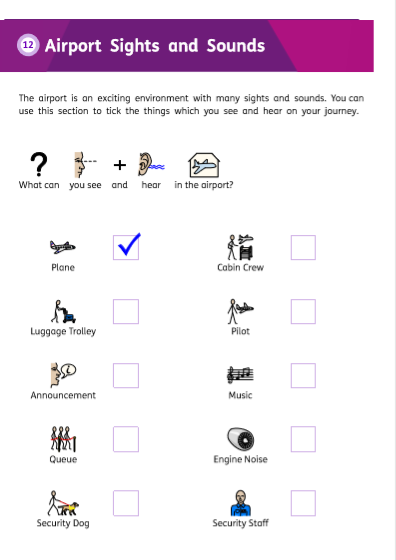 12 Airport Sights and Sounds
The airport is an exciting environment with many sights and sounds. You can
use this section to tick the things which you see and hear on your journey.
? + 
What can you see and hear in the airport?
Plane
Cabin Crew
Luggage Trolley
Pilot
Announcement
Music
Queue
Engine Noise
Security Dog
Security Staff